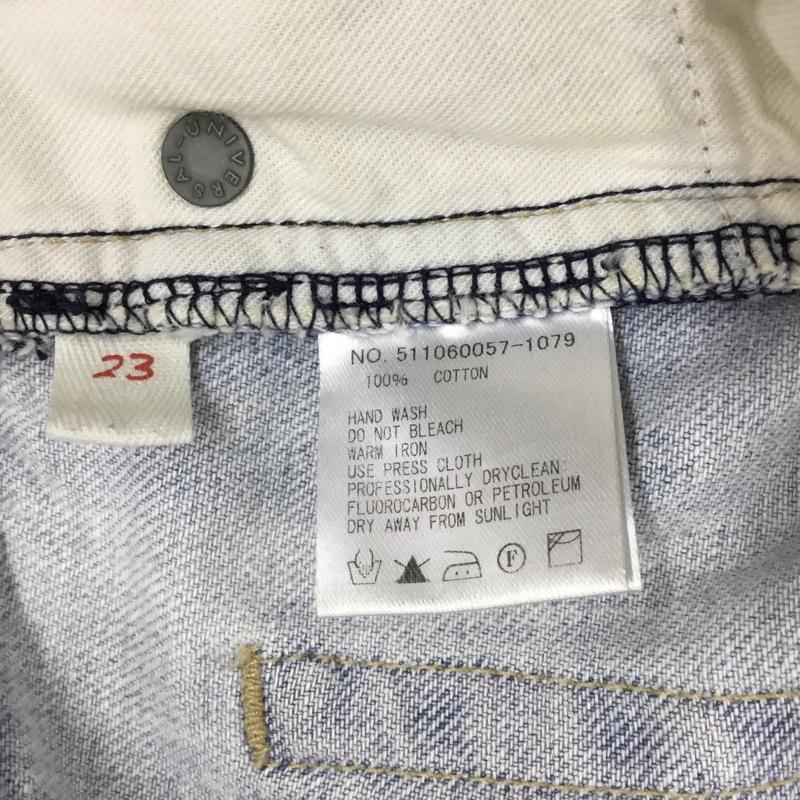 UNIVERSAL
23
NO. 511060057-1079
100% COTTON
HAND WASH
DO NOT BLEACH
WARM IRON
USE PRESS CLOTH
PROFESSIONALLY DRYCLEAN:
FLUOROCARBON OR PETROLEUM
DRY AWAY FROM SUNLIGHT
F